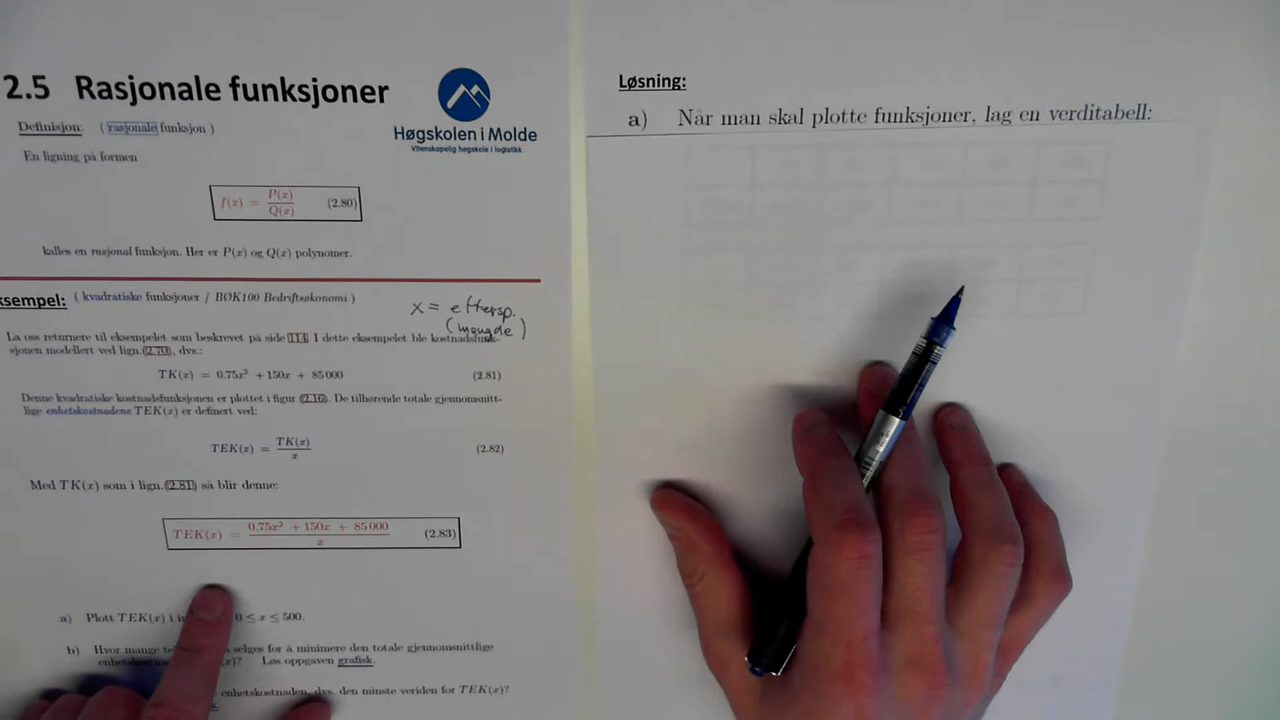 2.5 Rasjonale funksjoner
Høgskolen i Molde
Vitenskapelig høgskole i logistikk
Definisjon: ( rasjonale funksjon )
En ligning på formen
f(x) = P(x)/Q(x) (2.80)
kalles en rasjonal funksjon. Her er P(x) og Q(x) polynomer.
ksempel: ( kvadratiske funksjoner / BØK100 Bedriftsøkonomi )
x = ettersp.
(mengde)
La oss returnere til eksempelet som beskrevet på side 114. I dette eksempelet ble kostnadsfunk-
sjonen modellert ved lign.(2.70), dvs.:
TK(x) = 0.75x² + 150x + 85 000 (2.81)
Denne kvadratiske kostnadsfunksjonen er plottet i figur (2.16). De tilhørende totale gjennomsnitt-
lige enhetskostnadene TEK(x) er definert ved:
TEK(x) = TK(x)/x (2.82)
Med TK(x) som i lign.(2.81) så blir denne:
TEK(x) = 0.75x² + 150x + 85 000/x (2.83)
a) Plott TEK(x) i 0 ≤ x ≤ 500.
b) Hvor mange selges for å minimere den totale gjennomsnittlige
(x)? Løs oppgaven grafisk.
enhetskostnaden, dvs. den minste veriden for TEK(x)?
Løsning:
a) Når man skal plotte funksjoner, lag en verditabell: